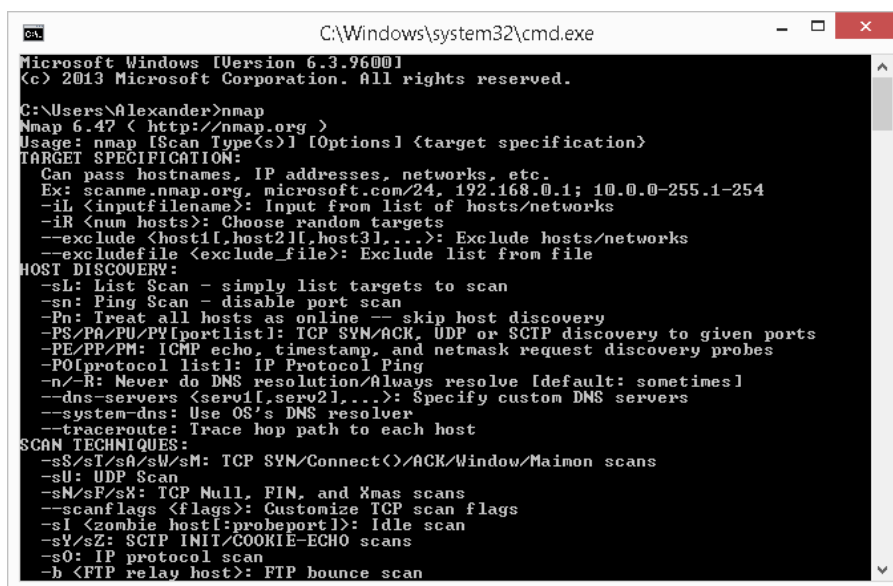 C:\Windows\system32\cmd.exe
Microsoft Windows [Version 6.3.9600]
(c) 2013 Microsoft Corporation. All rights reserved.
C:\Users\Alexander>nmap
Nmap 6.47 ( http://nmap.org )
Usage: nmap [Scan Type(s)] [Options] {target specification}
TARGET SPECIFICATION:
  Can pass hostnames, IP addresses, networks, etc.
  Ex: scanme.nmap.org, microsoft.com/24, 192.168.0.1; 10.0.0-255.1-254
  -iL <inputfilename>: Input from list of hosts/networks
  -iR <num hosts>: Choose random targets
  --exclude <host1[,host2][,host3],...>: Exclude hosts/networks
  --excludefile <exclude_file>: Exclude list from file
HOST DISCOVERY:
  -sL: List Scan - simply list targets to scan
  -sn: Ping Scan - disable port scan
  -Pn: Treat all hosts as online -- skip host discovery
  -PS/PA/PU/PY[portlist]: TCP SYN/ACK, UDP or SCTP discovery to given ports
  -PE/PP/PM: ICMP echo, timestamp, and netmask request discovery probes
  -PO[protocol list]: IP Protocol Ping
  -n/-R: Never do DNS resolution/Always resolve [default: sometimes]
  --dns-servers <serv1[,serv2],...>: Specify custom DNS servers
  --system-dns: Use OS's DNS resolver
  --traceroute: Trace hop path to each host
SCAN TECHNIQUES:
  -sS/sT/sA/sW/sM: TCP SYN/Connect()/ACK/Window/Maimon scans
  -sU: UDP Scan
  -sN/sF/sX: TCP Null, FIN, and Xmas scans
  --scanflags <flags>: Customize TCP scan flags
  -sI <zombie host[:probeport]>: Idle scan
  -sY/sZ: SCTP INIT/COOKIE-ECHO scans
  -sO: IP protocol scan
  -b <FTP relay host>: FTP bounce scan